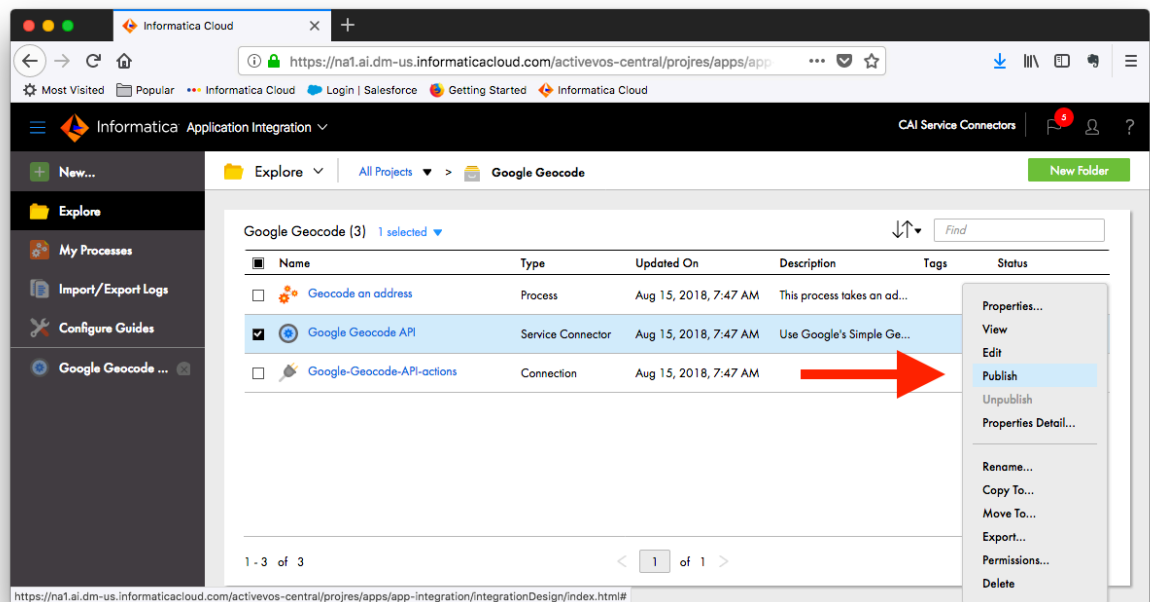 Informatica Cloud
https://na1.ai.dm-us.informaticacloud.com/activevos-central/projres/apps/app-
Most Visited Popular Informatica Cloud Login | Salesforce Getting Started Informatica Cloud
Informatica Application Integration CAI Service Connectors 5 ?
New...
Explore
My Processes
Import/Export Logs
Configure Guides
Google Geocode ...
Explore All Projects > Google Geocode New Folder
Google Geocode (3) 1 selected Find
Name Type Updated On Description Tags Status
Geocode an address Process Aug 15, 2018, 7:47 AM This process takes an ad...
Google Geocode API Service Connector Aug 15, 2018, 7:47 AM Use Google's Simple Ge...
Google-Geocode-API-actions Connection Aug 15, 2018, 7:47 AM
Properties...
View
Edit
Publish
Unpublish
Properties Detail...
Rename...
Copy To...
Move To...
Export...
Permissions...
Delete
1 - 3 of 3 < 1 of 1 >
https://na1.ai.dm-us.informaticacloud.com/activevos-central/projres/apps/app-integration/integrationDesign/index.html#